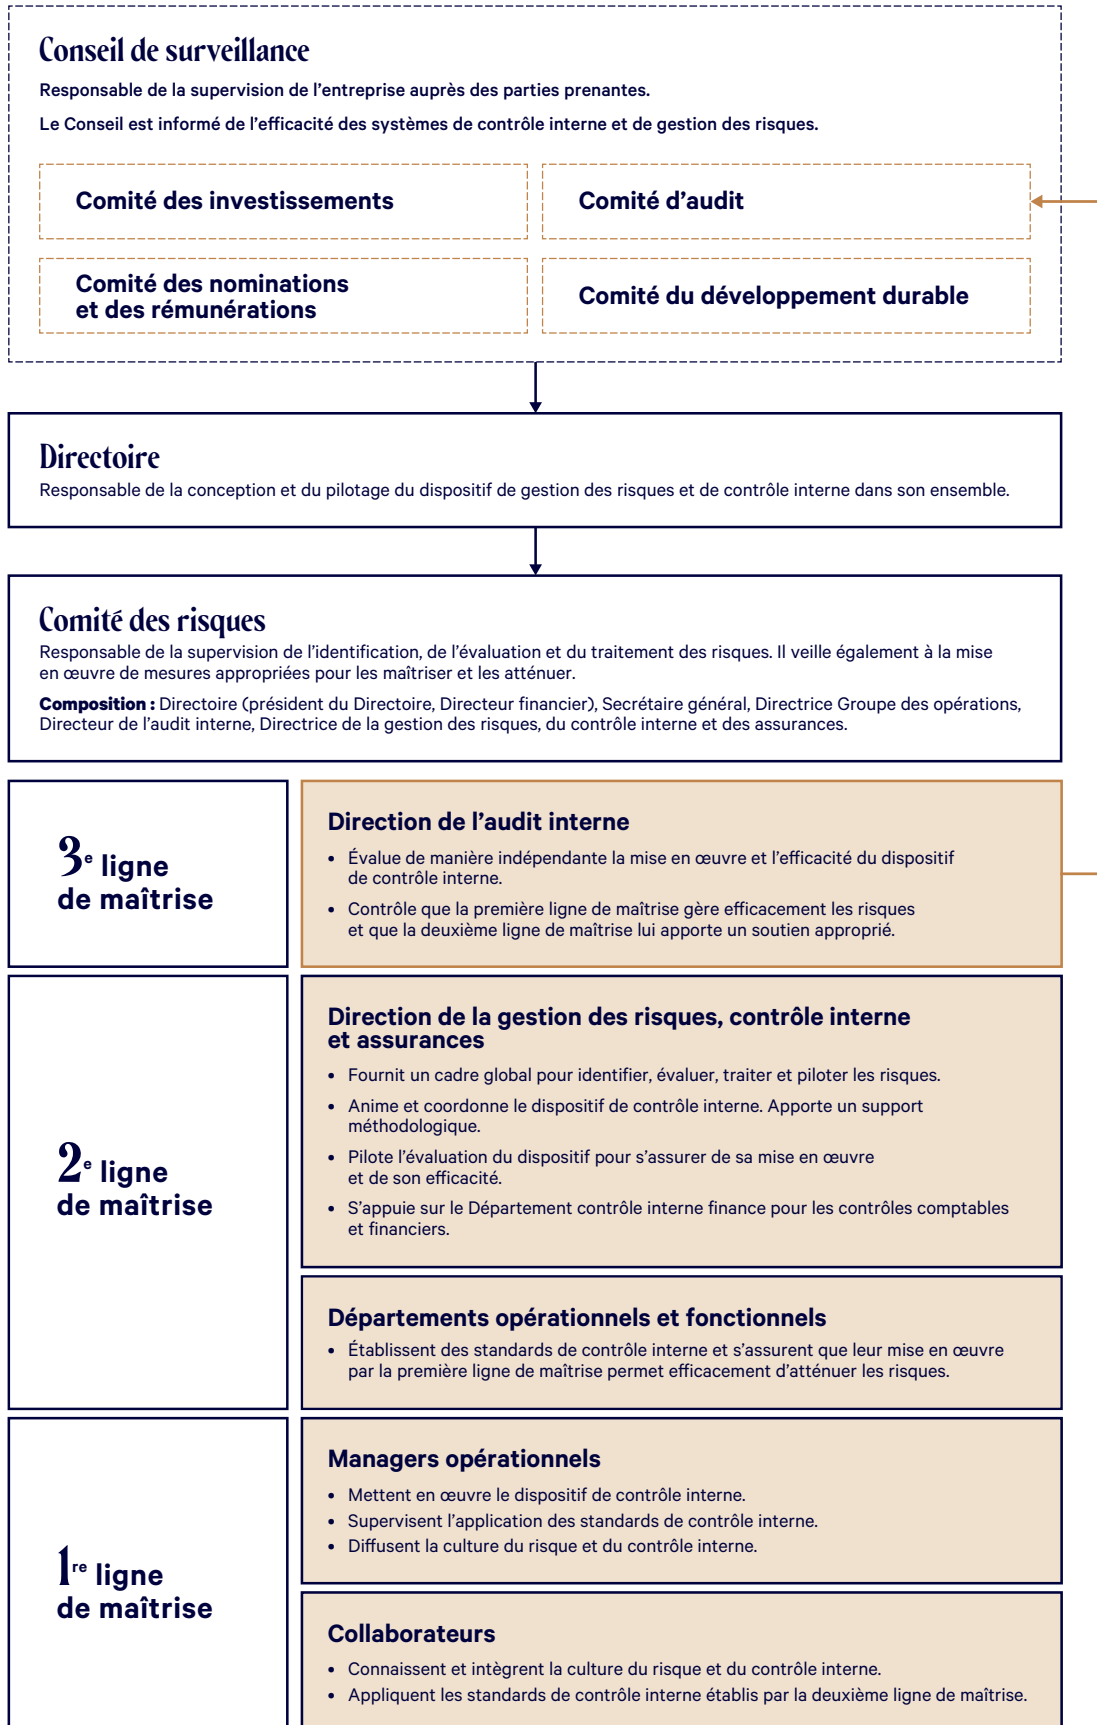 Conseil de surveillance
Responsable de la supervision de l’entreprise auprès des parties prenantes.
Le Conseil est informé de l’efficacité des systèmes de contrôle interne et de gestion des risques.
Comité des investissements
Comité d’audit
Comité des nominations
et des rémunérations
Comité du développement durable
Directoire
Responsable de la conception et du pilotage du dispositif de gestion des risques et de contrôle interne dans son ensemble.
Comité des risques
Responsable de la supervision de l’identification, de l’évaluation et du traitement des risques. Il veille également à la mise
en œuvre de mesures appropriées pour les maîtriser et les atténuer.
Composition : Directoire (président du Directoire, Directeur financier), Secrétaire général, Directrice Groupe des opérations,
Directeur de l’audit interne, Directrice de la gestion des risques, du contrôle interne et des assurances.
3e ligne
de maîtrise
Direction de l’audit interne
• Évalue de manière indépendante la mise en œuvre et l’efficacité du dispositif
de contrôle interne.
• Contrôle que la première ligne de maîtrise gère efficacement les risques
et que la deuxième ligne de maîtrise lui apporte un soutien approprié.
2e ligne
de maîtrise
Direction de la gestion des risques, contrôle interne
et assurances
• Fournit un cadre global pour identifier, évaluer, traiter et piloter les risques.
• Anime et coordonne le dispositif de contrôle interne. Apporte un support
méthodologique.
• Pilote l’évaluation du dispositif pour s’assurer de sa mise en œuvre
et de son efficacité.
• S’appuie sur le Département contrôle interne finance pour les contrôles comptables
et financiers.
Départements opérationnels et fonctionnels
• Établissent des standards de contrôle interne et s’assurent que leur mise en œuvre
par la première ligne de maîtrise permet efficacement d’atténuer les risques.
1re ligne
de maîtrise
Managers opérationnels
• Mettent en œuvre le dispositif de contrôle interne.
• Supervisent l’application des standards de contrôle interne.
• Diffusent la culture du risque et du contrôle interne.
Collaborateurs
• Connaissent et intègrent la culture du risque et du contrôle interne.
• Appliquent les standards de contrôle interne établis par la deuxième ligne de maîtrise.